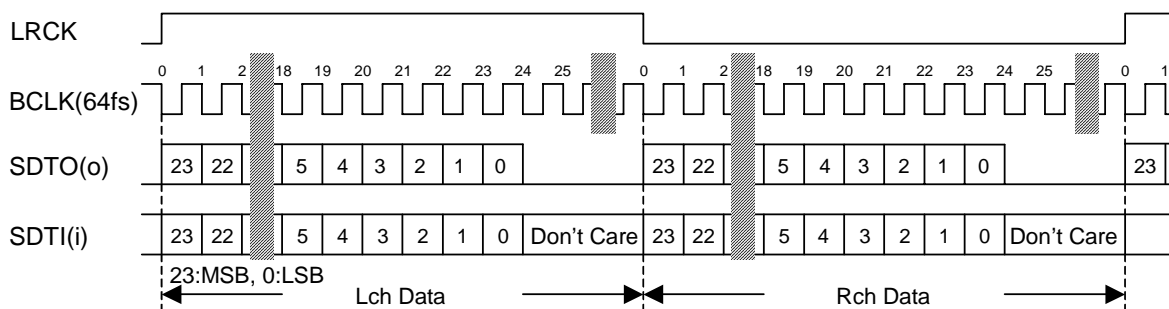 LRCK
0 1 2 18 19 20 21 22 23 24 25 0 1 2 18 19 20 21 22 23 24 25 0 1
BCLK(64fs)
SDTO(o) 23 22 5 4 3 2 1 0 23 22 5 4 3 2 1 0 23
SDTI(i) 23 22 5 4 3 2 1 0 Don't Care 23 22 5 4 3 2 1 0 Don't Care
23:MSB, 0:LSB
Lch Data Rch Data